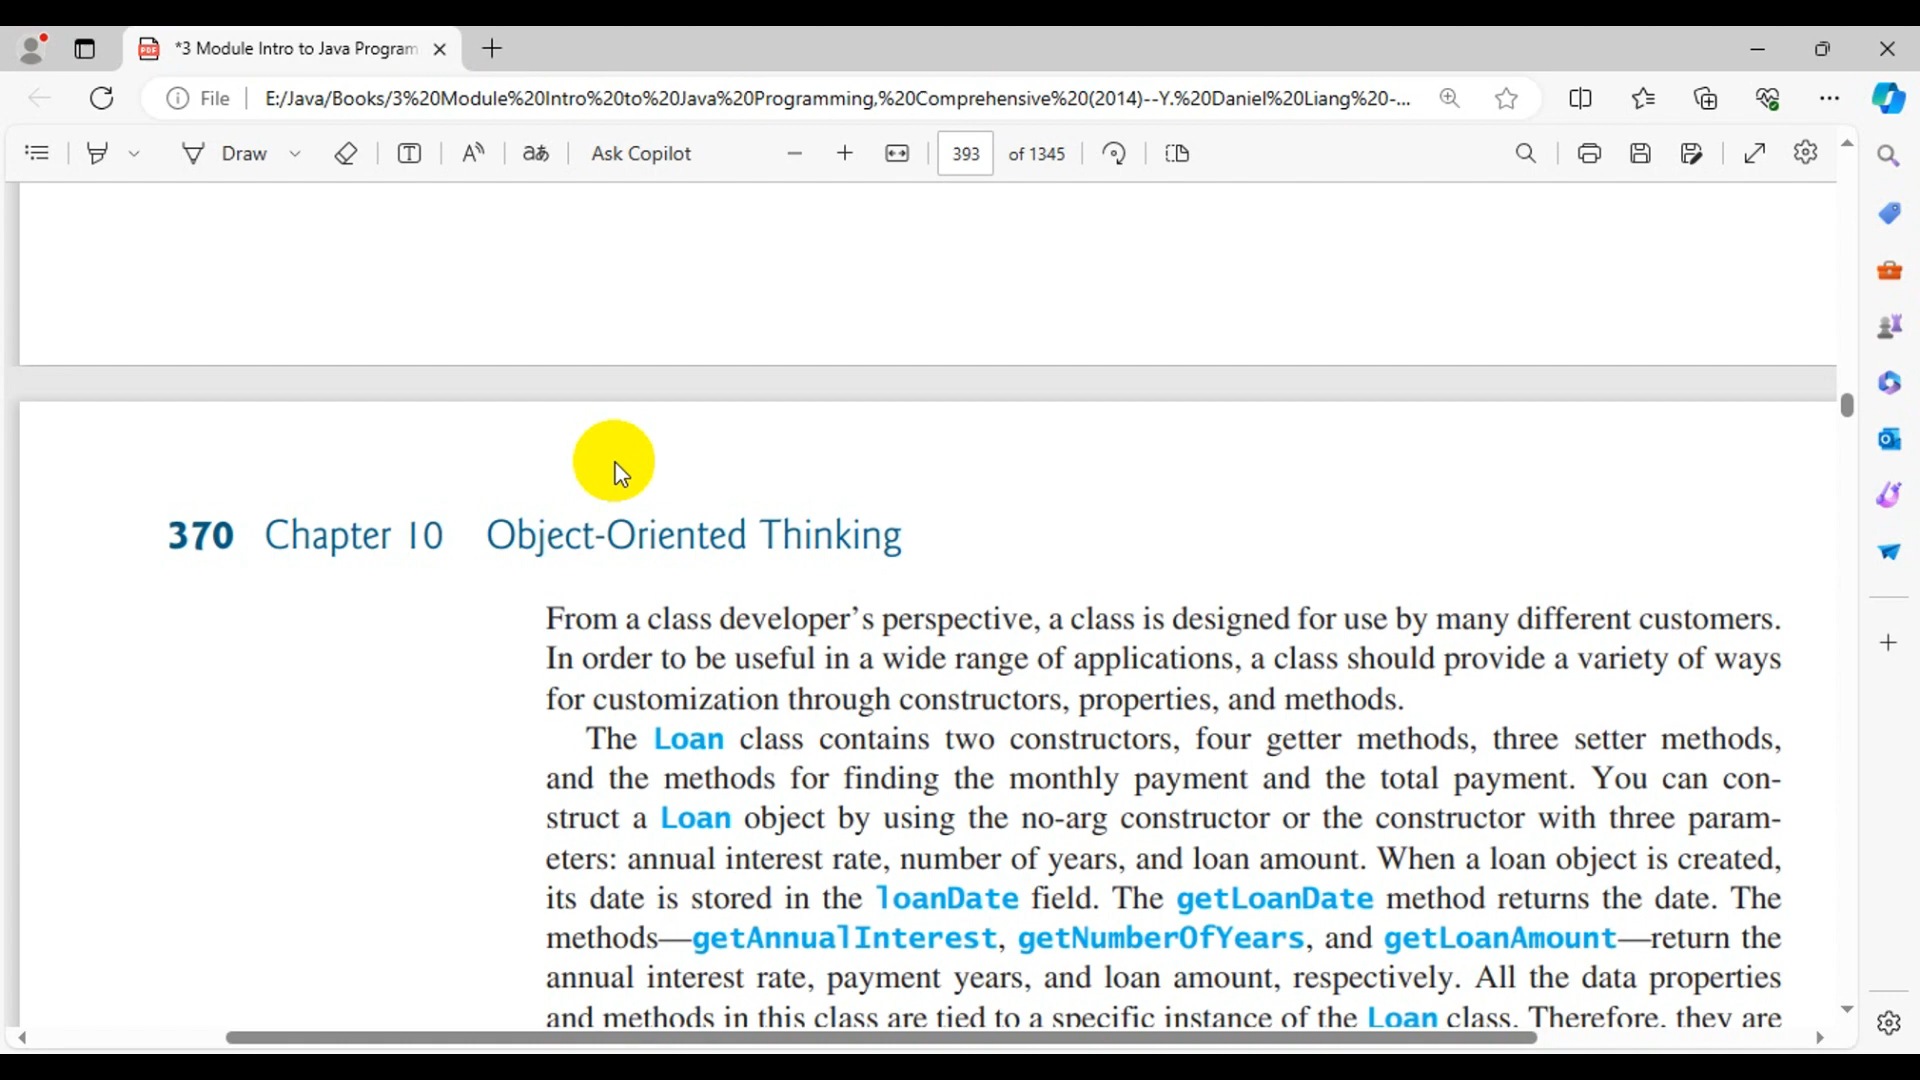 *3 Module Intro to Java Program
File
E:/Java/Books/3%20Module%20Intro%20to%20Java%20Programming,%20Comprehensive%20(2014)--Y.%20Daniel%20Liang%20-...
Draw
Ask Copilot
393 of 1345
370 Chapter 10 Object-Oriented Thinking
From a class developer’s perspective, a class is designed for use by many different customers.
In order to be useful in a wide range of applications, a class should provide a variety of ways
for customization through constructors, properties, and methods.
The Loan class contains two constructors, four getter methods, three setter methods,
and the methods for finding the monthly payment and the total payment. You can con-
struct a Loan object by using the no-arg constructor or the constructor with three param-
eters: annual interest rate, number of years, and loan amount. When a loan object is created,
its date is stored in the loanDate field. The getLoanDate method returns the date. The
methods—getAnnualInterest, getNumberOfYears, and getLoanAmount—return the
annual interest rate, payment years, and loan amount, respectively. All the data properties
and methods in this class are tied to a specific instance of the Loan class. Therefore, they are